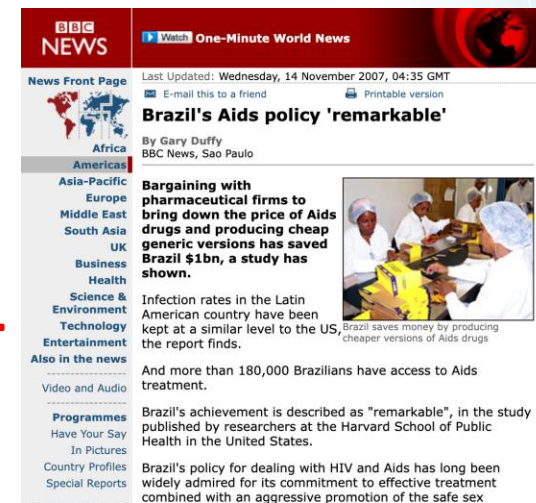 BBC
NEWS
Watch One-Minute World News
News Front Page
Africa
Americas
Asia-Pacific
Europe
Middle East
South Asia
UK
Business
Health
Science &
Environment
Technology
Entertainment
Also in the news
Video and Audio
Programmes
Have Your Say
In Pictures
Country Profiles
Special Reports
Last Updated: Wednesday, 14 November 2007, 04:35 GMT
E-mail this to a friend
Printable version
Brazil's Aids policy 'remarkable'
By Gary Duffy
BBC News, Sao Paulo
Bargaining with
pharmaceutical firms to
bring down the price of Aids
drugs and producing cheap
generic versions has saved
Brazil $1bn, a study has
shown.
Brazil saves money by producing
cheaper versions of Aids drugs
Infection rates in the Latin
American country have been
kept at a similar level to the US,
the report finds.
And more than 180,000 Brazilians have access to Aids
treatment.
Brazil's achievement is described as "remarkable", in the study
published by researchers at the Harvard School of Public
Health in the United States.
Brazil's policy for dealing with HIV and Aids has long been
widely admired for its commitment to effective treatment
combined with an aggressive promotion of the safe sex